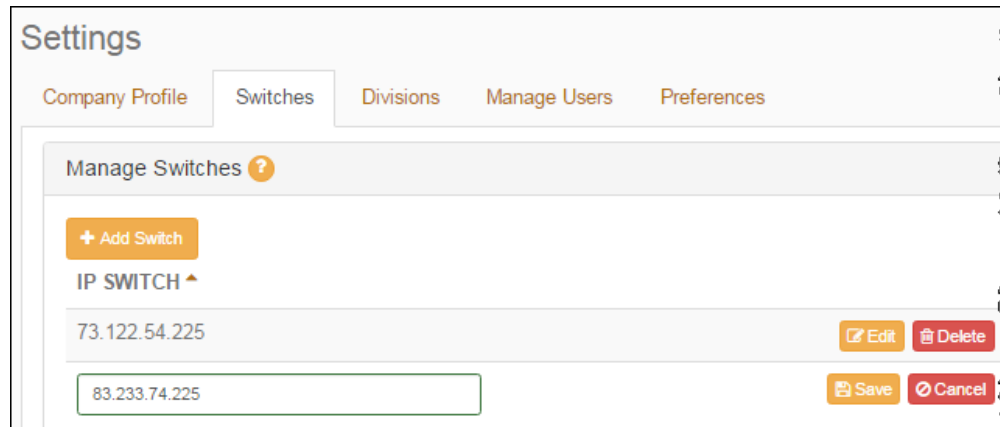 Settings
Company Profile Switches Divisions Manage Users Preferences
Manage Switches ?
+ Add Switch
IP SWITCH
73.122.54.225 Edit Delete
83.233.74.225 Save Cancel